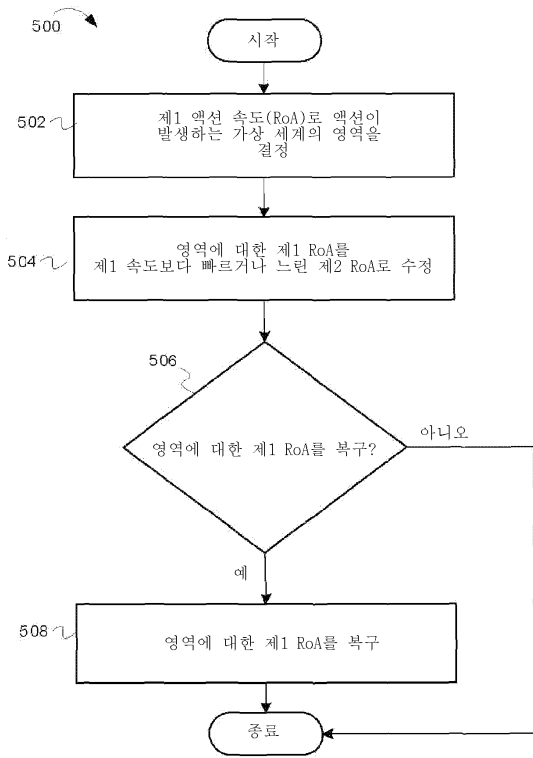 500
시작
502
제1 액션 속도(RoA)로 액션이
발생하는 가상 세계의 영역을
결정
504
영역에 대한 제1 RoA를
제1 속도보다 빠르거나 느린 제2 RoA로 수정
506
영역에 대한 제1 RoA를 복구?
아니오
예
508
영역에 대한 제1 RoA를 복구
종료